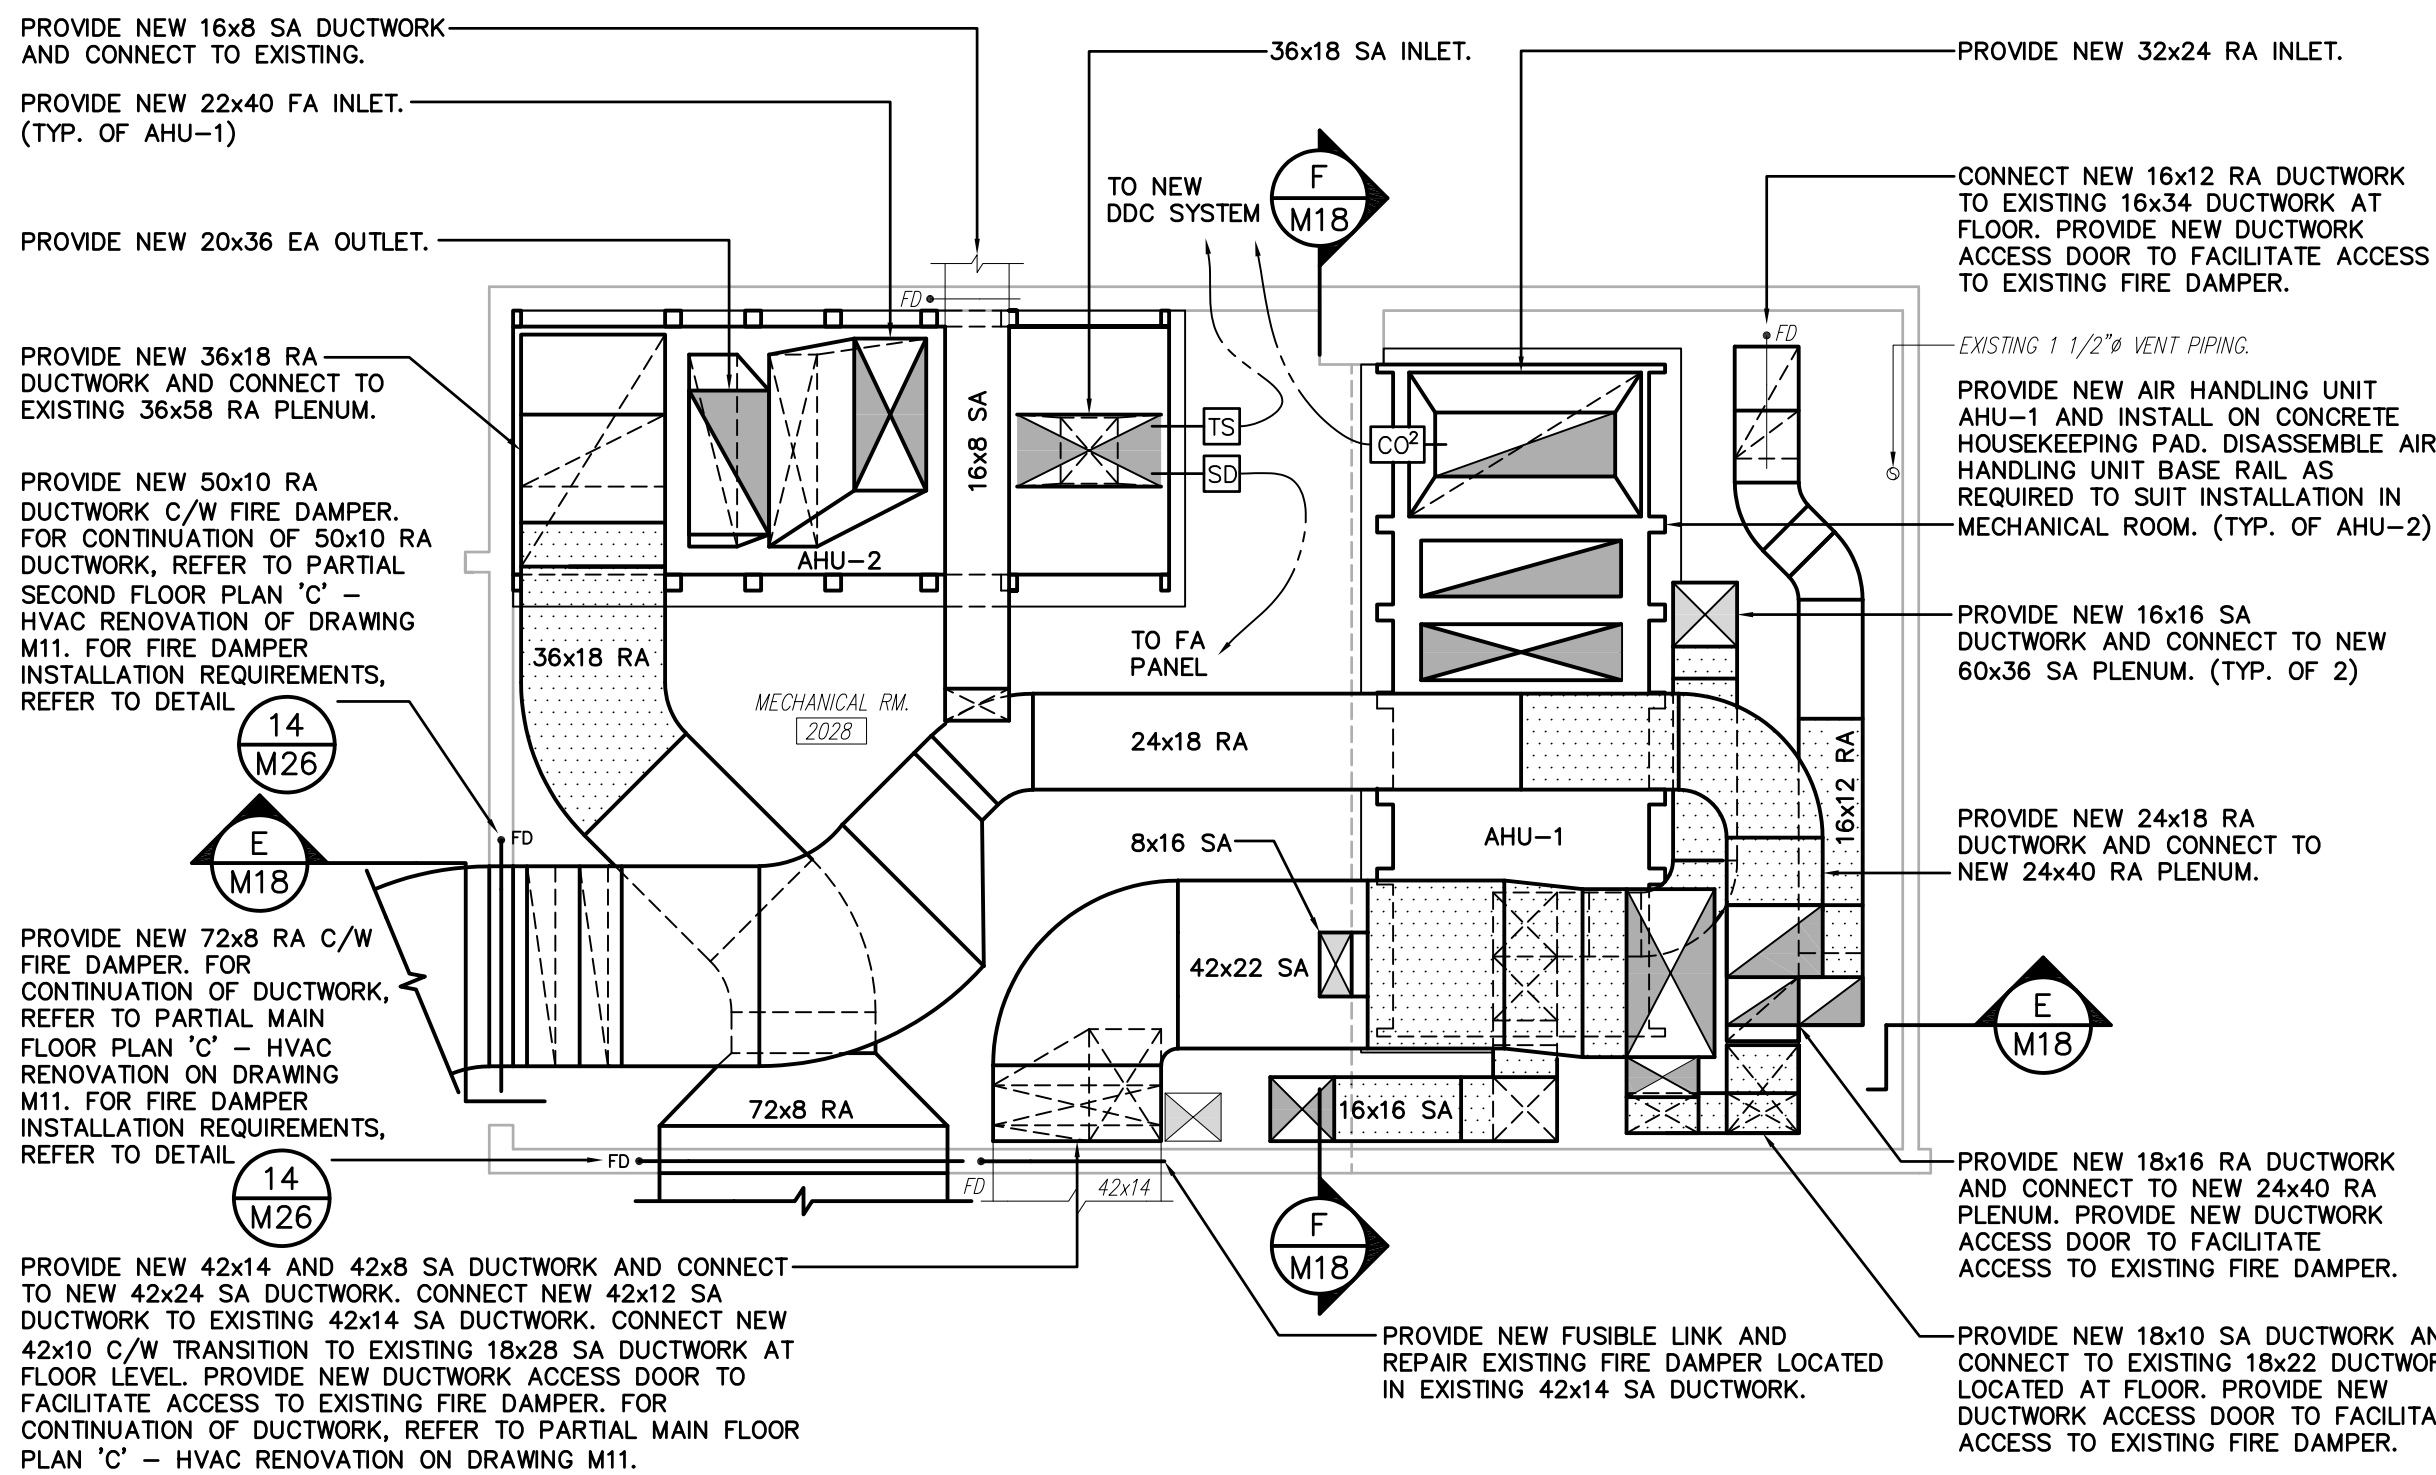 PROVIDE NEW 16x8 SA DUCTWORK
AND CONNECT TO EXISTING.
PROVIDE NEW 22x40 FA INLET.
(TYP. OF AHU-1)
PROVIDE NEW 20x36 EA OUTLET.
PROVIDE NEW 36x18 RA
DUCTWORK AND CONNECT TO
EXISTING 36x58 RA PLENUM.
PROVIDE NEW 50x10 RA
DUCTWORK C/W FIRE DAMPER.
FOR CONTINUATION OF 50x10 RA
DUCTWORK, REFER TO PARTIAL
SECOND FLOOR PLAN 'C' –
HVAC RENOVATION OF DRAWING
M11. FOR FIRE DAMPER
INSTALLATION REQUIREMENTS,
REFER TO DETAIL
14
M26
E
M18
PROVIDE NEW 72x8 RA C/W
FIRE DAMPER. FOR
CONTINUATION OF DUCTWORK,
REFER TO PARTIAL MAIN
FLOOR PLAN 'C' – HVAC
RENOVATION ON DRAWING
M11. FOR FIRE DAMPER
INSTALLATION REQUIREMENTS,
REFER TO DETAIL
14
M26
PROVIDE NEW 42x14 AND 42x8 SA DUCTWORK AND CONNECT
TO NEW 42x24 SA DUCTWORK. CONNECT NEW 42x12 SA
DUCTWORK TO EXISTING 42x14 SA DUCTWORK. CONNECT NEW
42x10 C/W TRANSITION TO EXISTING 18x28 SA DUCTWORK AT
FLOOR LEVEL. PROVIDE NEW DUCTWORK ACCESS DOOR TO
FACILITATE ACCESS TO EXISTING FIRE DAMPER. FOR
CONTINUATION OF DUCTWORK, REFER TO PARTIAL MAIN FLOOR
PLAN 'C' – HVAC RENOVATION ON DRAWING M11.
36x18 SA INLET.
TO NEW
DDC SYSTEM
F
M18
FD
16x8 SA
TS
SD
CO²
AHU-2
36x18 RA
TO FA
PANEL
MECHANICAL RM.
2028
24x18 RA
FD
8x16 SA
AHU-1
42x22 SA
16x12 RA
72x8 RA
16x16 SA
FD
FD
42x14
F
M18
E
M18
PROVIDE NEW FUSIBLE LINK AND
REPAIR EXISTING FIRE DAMPER LOCATED
IN EXISTING 42x14 SA DUCTWORK.
PROVIDE NEW 32x24 RA INLET.
CONNECT NEW 16x12 RA DUCTWORK
TO EXISTING 16x34 DUCTWORK AT
FLOOR. PROVIDE NEW DUCTWORK
ACCESS DOOR TO FACILITATE ACCESS
TO EXISTING FIRE DAMPER.
FD
EXISTING 1 1/2"ø VENT PIPING.
PROVIDE NEW AIR HANDLING UNIT
AHU-1 AND INSTALL ON CONCRETE
HOUSEKEEPING PAD. DISASSEMBLE AIR
HANDLING UNIT BASE RAIL AS
REQUIRED TO SUIT INSTALLATION IN
MECHANICAL ROOM. (TYP. OF AHU-2)
PROVIDE NEW 16x16 SA
DUCTWORK AND CONNECT TO NEW
60x36 SA PLENUM. (TYP. OF 2)
PROVIDE NEW 24x18 RA
DUCTWORK AND CONNECT TO
NEW 24x40 RA PLENUM.
PROVIDE NEW 18x16 RA DUCTWORK
AND CONNECT TO NEW 24x40 RA
PLENUM. PROVIDE NEW DUCTWORK
ACCESS DOOR TO FACILITATE
ACCESS TO EXISTING FIRE DAMPER.
PROVIDE NEW 18x10 SA DUCTWORK
CONNECT TO EXISTING 18x22
LOCATED AT FLOOR. PROVIDE NEW
DUCTWORK ACCESS DOOR TO
ACCESS TO EXISTING FIRE DAMPER.